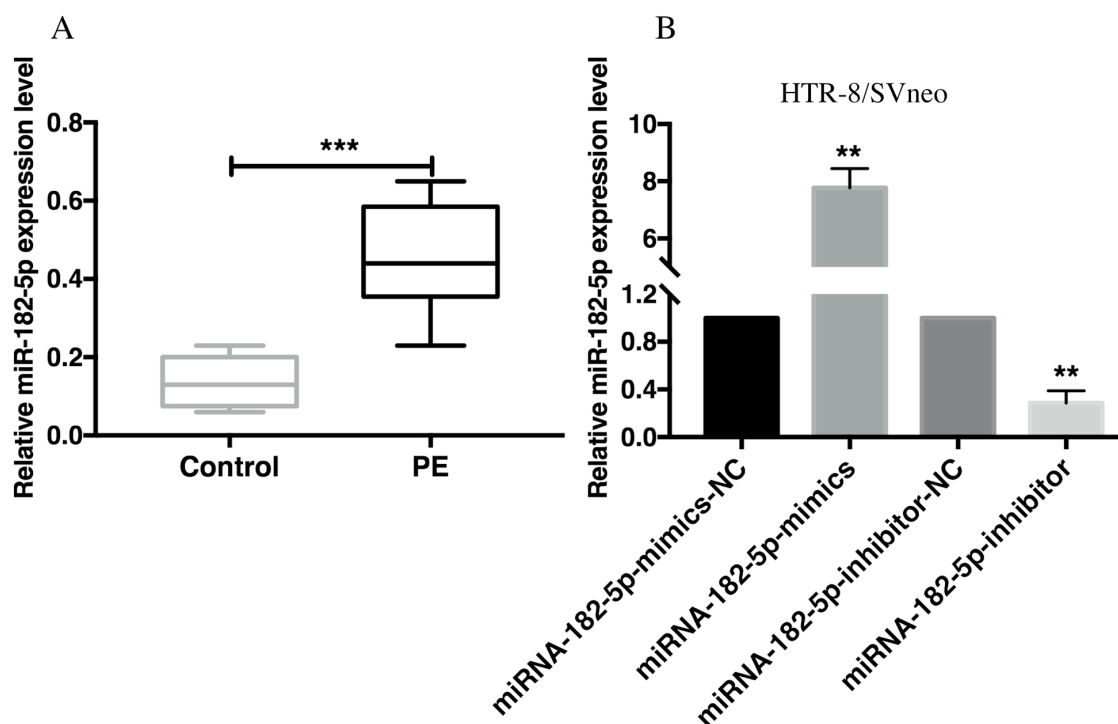 A
Relative miR-182-5p expression level
0.8
0.6
0.4
0.2
0.0
***
Control
PE
B
HTR-8/SVneo
Relative miR-182-5p expression level
10
8
6
1.2
0.8
0.4
0.0
**
**
miRNA-182-5p-mimics-NC
miRNA-182-5p-mimics
miRNA-182-5p-inhibitor-NC
miRNA-182-5p-inhibitor